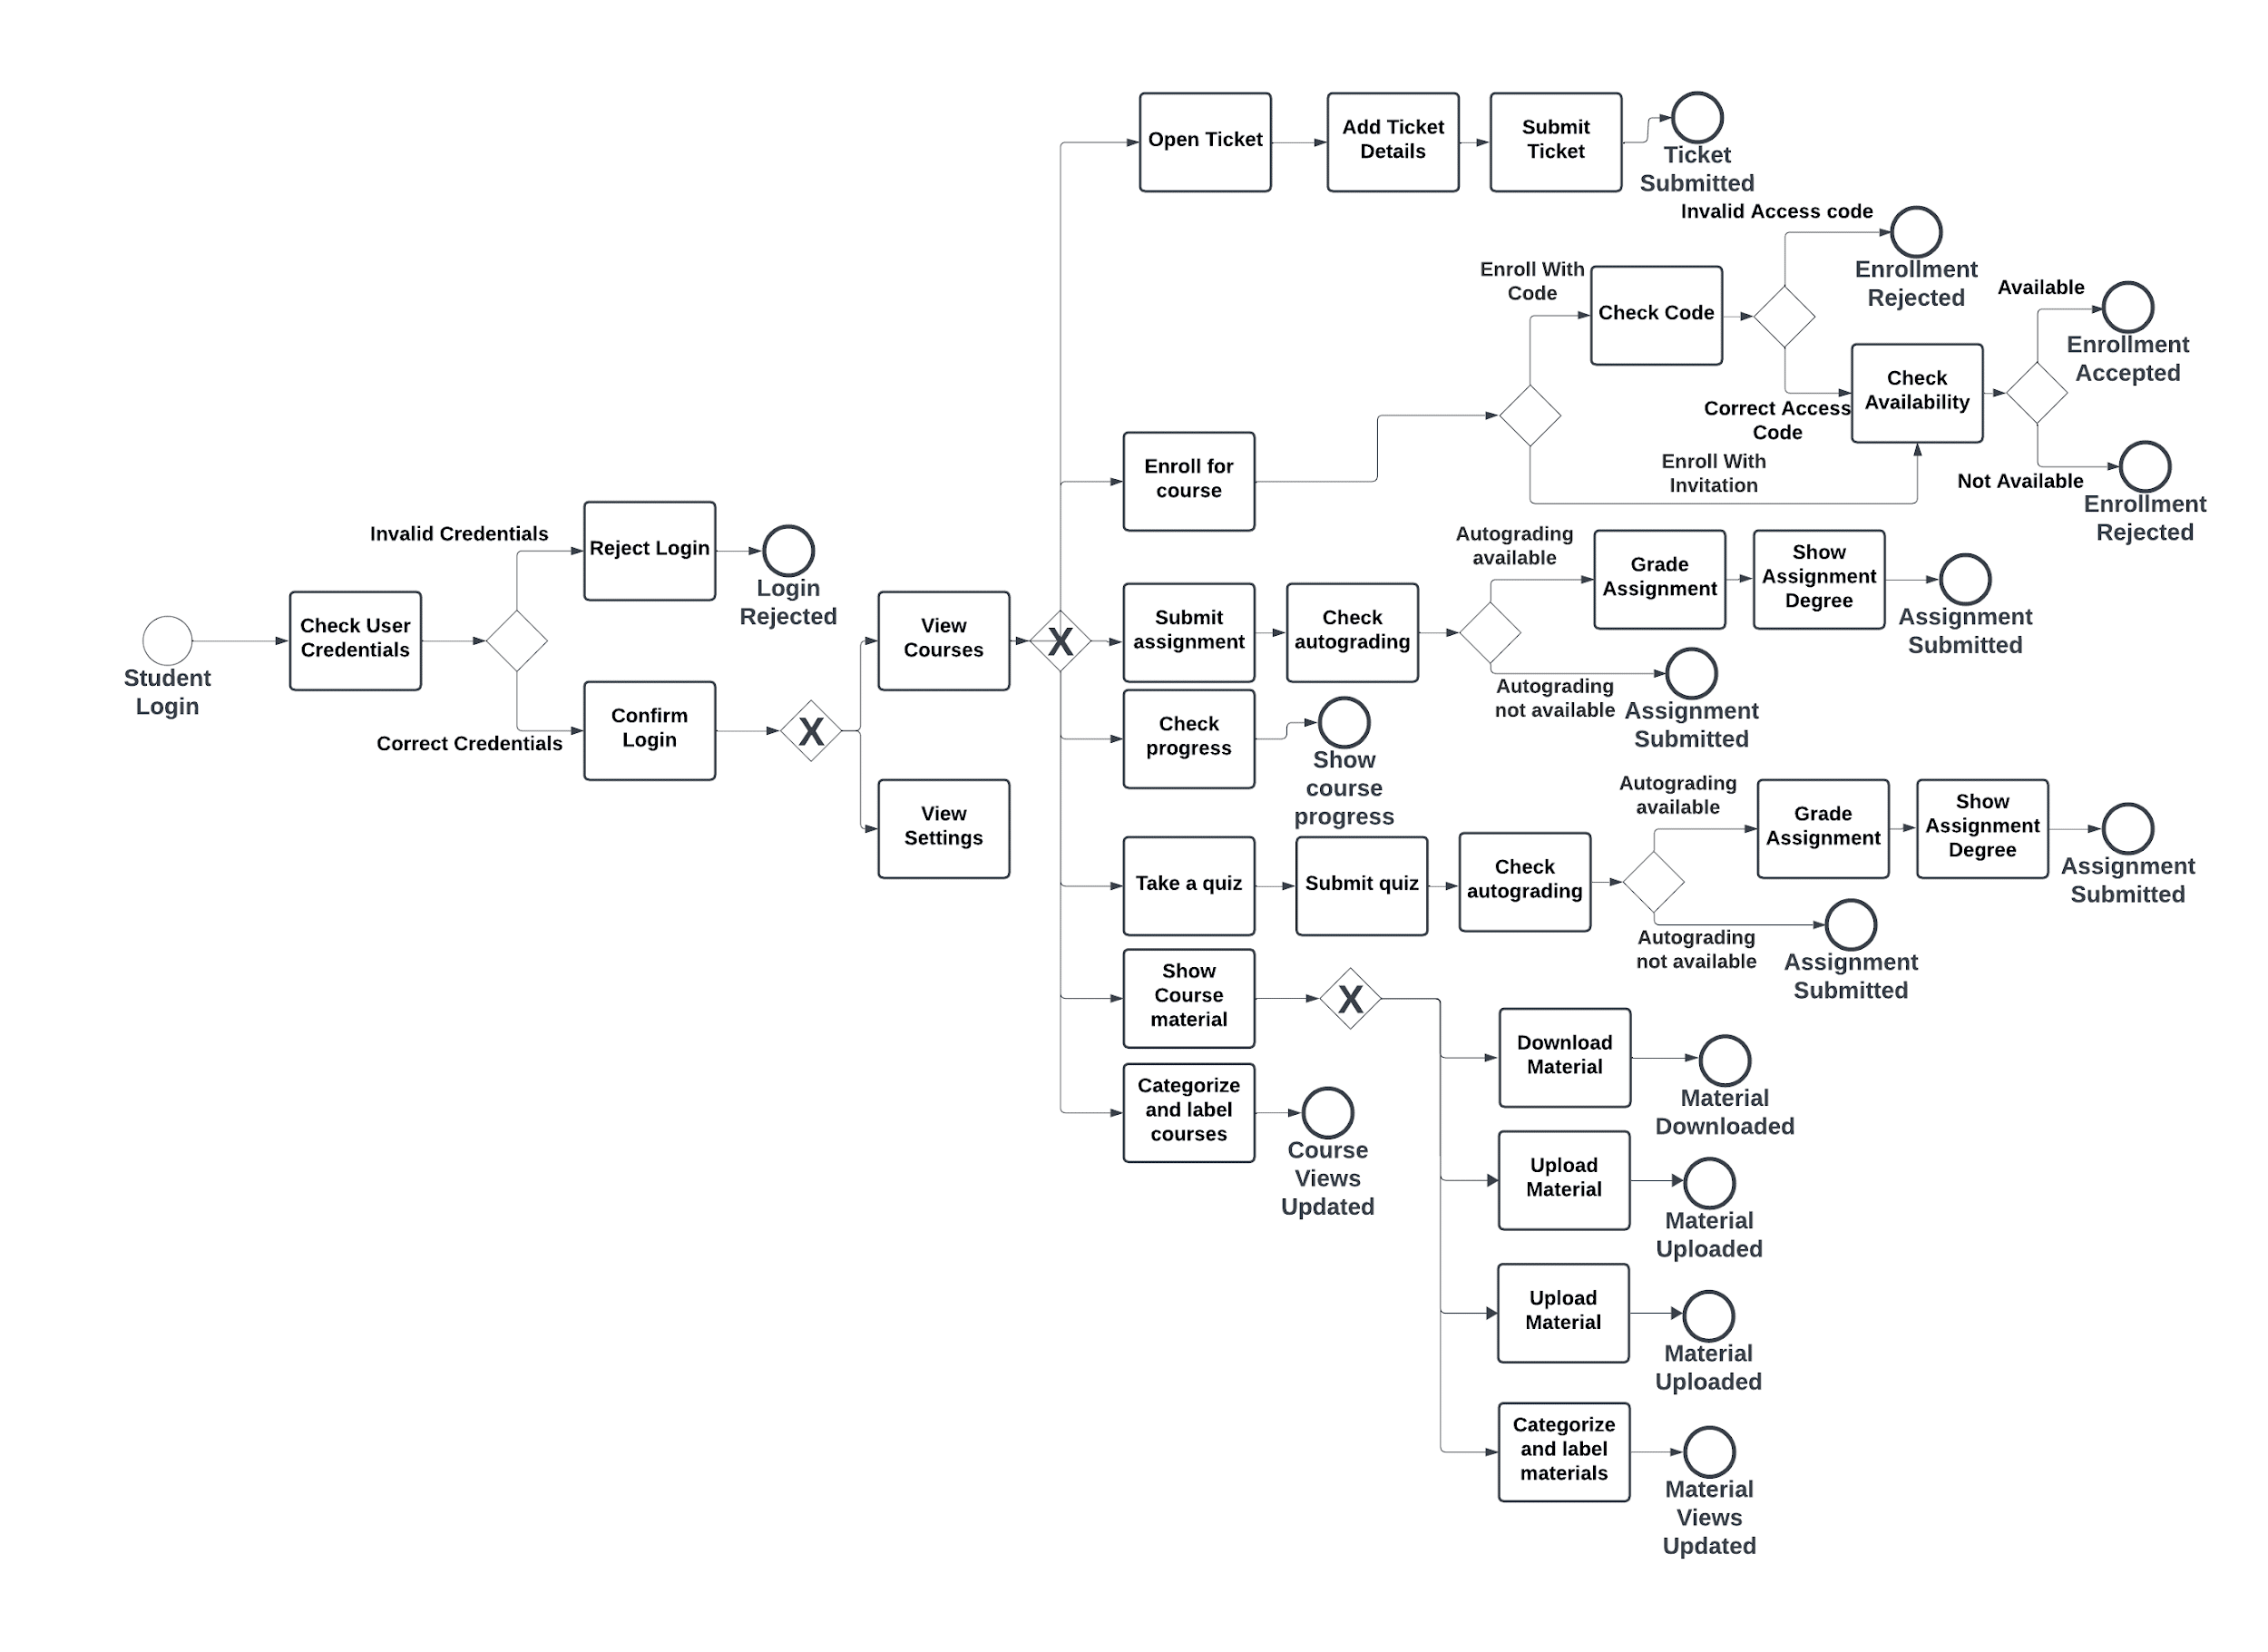 Open Ticket
Add Ticket
Details
Submit
Ticket
Ticket
Submitted
Invalid Access code
Enrollment
Rejected
Enroll With
Code
Check Code
Available
Enrollment
Accepted
Check
Availability
Correct Access
Code
Enroll for
course
Enroll With
Invitation
Not Available
Enrollment
Rejected
Invalid Credentials
Reject Login
Login
Rejected
Autograding
available
Grade
Assignment
Show
Assignment
Degree
Assignment
Submitted
Student
Login
Check User
Credentials
View
Courses
X
Submit
assignment
Check
autograding
Autograding
not available
Assignment
Submitted
Correct Credentials
Confirm
Login
X
Check
progress
Show
course
progress
View
Settings
Autograding
available
Grade
Assignment
Show
Assignment
Degree
Assignment
Submitted
Take a quiz
Submit quiz
Check
autograding
Autograding
not available
Assignment
Submitted
Show
Course
material
X
Download
Material
Material
Downloaded
Categorize
and label
courses
Course
Views
Updated
Upload
Material
Material
Uploaded
Upload
Material
Material
Uploaded
Categorize
and label
materials
Material
Views
Updated